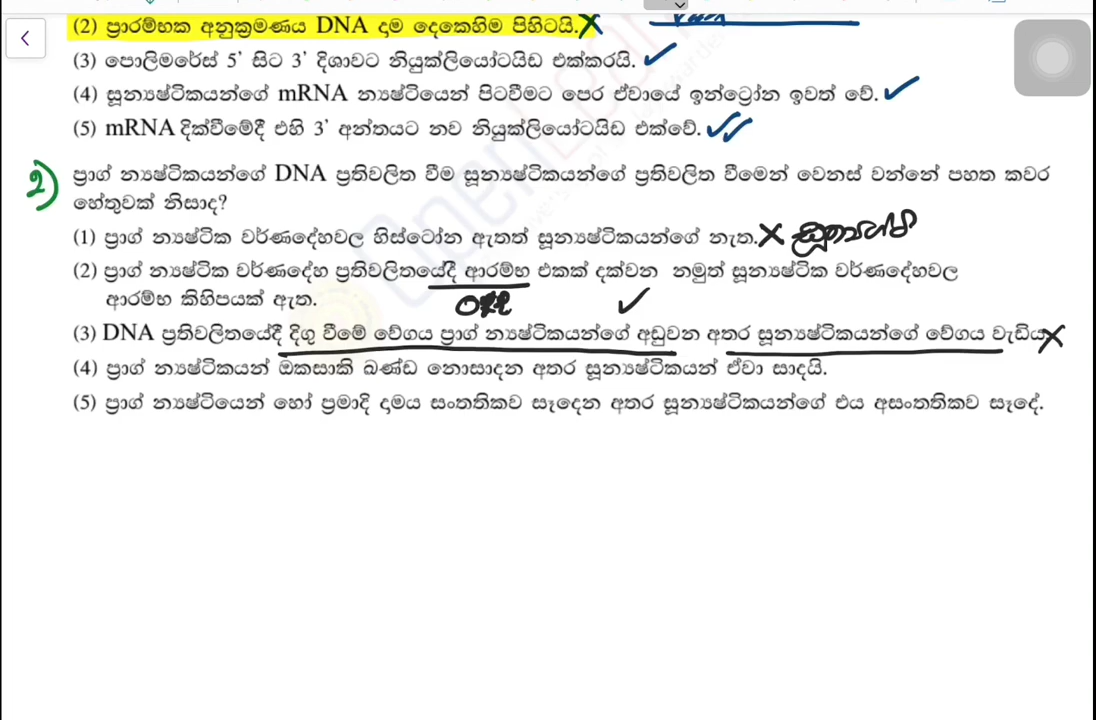 (2) ප්‍රාරම්භක අනුක්‍රමණය DNA දාම දෙකෙහිම පිහිටයි.
(3) පොලිමරේස් 5' සිට 3' දිශාවට නියුක්ලියෝටයිඩ එක්කරයි.
(4) සූන්‍යෂ්ටිකයන්ගේ mRNA න්‍යෂ්ටියෙන් පිටවීමට පෙර ඒවායේ ඉන්ට්‍රෝන ඉවත් වේ.
(5) mRNA දික්වීමේදී එහි 3' අන්තයට නව නියුක්ලියෝටයිඩ එක්වේ.
2) ප්‍රාග් න්‍යෂ්ටිකයන්ගේ DNA ප්‍රතිවලිත වීම සූන්‍යෂ්ටිකයන්ගේ ප්‍රතිවලිත වීමෙන් වෙනස් වන්නේ පහත කවර
හේතුවක් නිසාද?
(1) ප්‍රාග් න්‍යෂ්ටික වර්ණදේහවල හිස්ටෝන ඇතත් සූන්‍යෂ්ටිකයන්ගේ නැත.
(2) ප්‍රාග් න්‍යෂ්ටික වර්ණදේහ ප්‍රතිවලිතයේදී ආරම්භ එකක් දක්වන නමුත් සූන්‍යෂ්ටික වර්ණදේහවල
ආරම්භ කිහිපයක් ඇත.
(3) DNA ප්‍රතිවලිතයේදී දිගු වීමේ වේගය ප්‍රාග් න්‍යෂ්ටිකයන්ගේ අඩුවන අතර සූන්‍යෂ්ටිකයන්ගේ වේගය වැඩිය
(4) ප්‍රාග් න්‍යෂ්ටිකයන් ඔකසාකි ඛණ්ඩ නොසාදන අතර සූන්‍යෂ්ටිකයන් ඒවා සාදයි.
(5) ප්‍රාග් න්‍යෂ්ටියෙන් හෝ ප්‍රමාදි දාමය සංතතිකව සෑදෙන අතර සූන්‍යෂ්ටිකයන්ගේ එය අසංතතිකව සෑදේ.